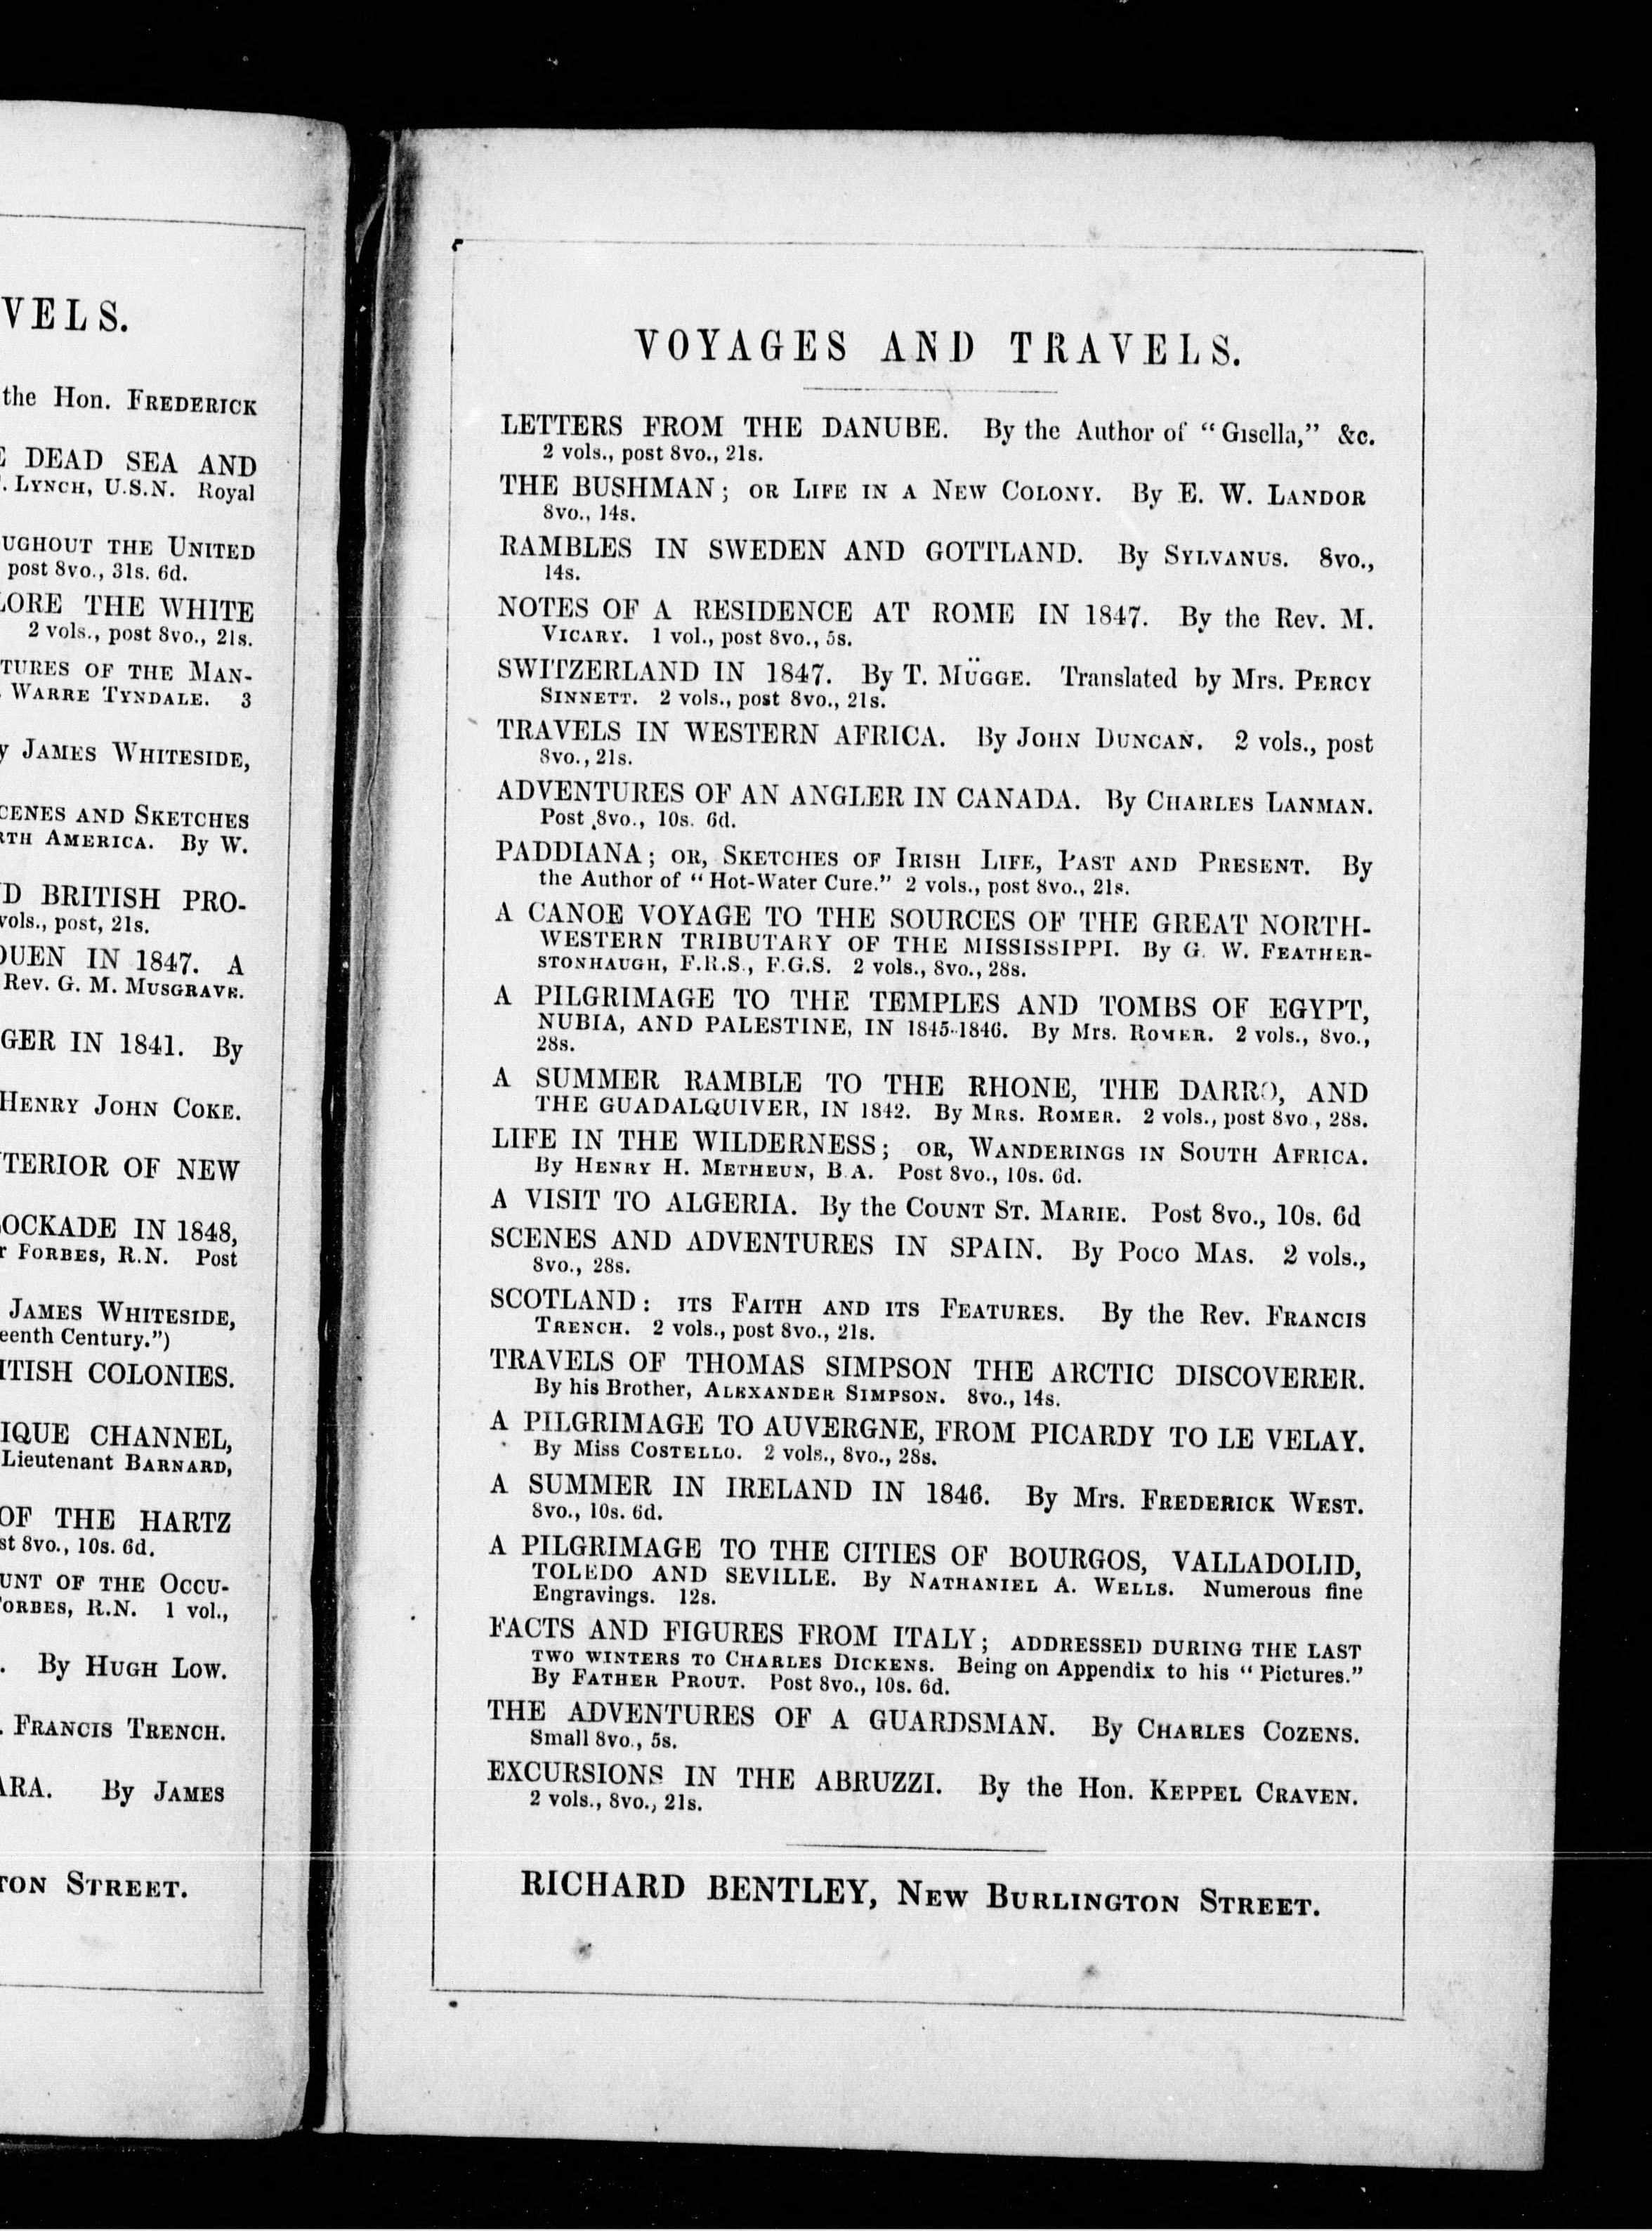 VELS.
the Hon. FREDERICK
DEAD SEA AND
LYNCH, U.S.N. Royal
UGHOUT THE UNITED
post 8vo., 31s. 6d.
LORE THE WHITE
2 vols., post 8vo., 21s.
TURES OF THE MAN-
WARRE TYNDALE. 3
JAMES WHITESIDE,
CENES AND SKETCHES
RTH AMERICA. By W.
D BRITISH PRO-
vols., post, 21s.
OUEN IN 1847. A
Rev. G. M. MUSGRAVE.
GER IN 1841. By
HENRY JOHN COKE.
TERIOR OF NEW
OCKADE IN 1848,
FORBES, R.N. Post
JAMES WHITESIDE,
eenth Century.")
ITISH COLONIES.
IQUE CHANNEL,
Lieutenant BARNARD,
OF THE HARTZ
st 8vo., 10s. 6d.
UNT OF THE OCCU-
FORBES, R.N. 1 vol.,
. By HUGH LOW.
. FRANCIS TRENCH.
ARA. By JAMES
TON STREET.
VOYAGES AND TRAVELS.
LETTERS FROM THE DANUBE. By the Author of "Gisella," &c.
2 vols., post 8vo., 21s.
THE BUSHMAN; OR LIFE IN A NEW COLONY. By E. W. LANDOR
8vo., 14s.
RAMBLES IN SWEDEN AND GOTTLAND. By SYLVANUS. 8vo.,
14s.
NOTES OF A RESIDENCE AT ROME IN 1847. By the Rev. M.
VICARY. 1 vol., post 8vo., 5s.
SWITZERLAND IN 1847. By T. MÜGGE. Translated by Mrs. PERCY
SINNETT. 2 vols., post 8vo., 21s.
TRAVELS IN WESTERN AFRICA. By JOHN DUNCAN. 2 vols., post
8vo., 21s.
ADVENTURES OF AN ANGLER IN CANADA. By CHARLES LANMAN.
Post 8vo., 10s. 6d.
PADDIANA; OR, SKETCHES OF IRISH LIFE, PAST AND PRESENT. By
the Author of "Hot-Water Cure." 2 vols., post 8vo., 21s.
A CANOE VOYAGE TO THE SOURCES OF THE GREAT NORTH-
WESTERN TRIBUTARY OF THE MISSISSIPPI. By G. W. FEATHER-
STONHAUGH, F.R.S., F.G.S. 2 vols., 8vo., 28s.
A PILGRIMAGE TO THE TEMPLES AND TOMBS OF EGYPT,
NUBIA, AND PALESTINE, IN 1845-1846. By Mrs. ROMER. 2 vols., 8vo.,
28s.
A SUMMER RAMBLE TO THE RHONE, THE DARRO, AND
THE GUADALQUIVER, IN 1842. By MRS. ROMER. 2 vols., post 8vo., 28s.
LIFE IN THE WILDERNESS; OR, WANDERINGS IN SOUTH AFRICA.
By HENRY H. METHEUN, B.A. Post 8vo., 10s. 6d.
A VISIT TO ALGERIA. By the COUNT ST. MARIE. Post 8vo., 10s. 6d
SCENES AND ADVENTURES IN SPAIN. By POCO MAS. 2 vols.,
8vo., 28s.
SCOTLAND: ITS FAITH AND ITS FEATURES. By the Rev. FRANCIS
TRENCH. 2 vols., post 8vo., 21s.
TRAVELS OF THOMAS SIMPSON THE ARCTIC DISCOVERER.
By his Brother, ALEXANDER SIMPSON. 8vo., 14s.
A PILGRIMAGE TO AUVERGNE, FROM PICARDY TO LE VELAY.
By Miss COSTELLO. 2 vols., 8vo., 28s.
A SUMMER IN IRELAND IN 1846. By Mrs. FREDERICK WEST.
8vo., 10s. 6d.
A PILGRIMAGE TO THE CITIES OF BOURGOS, VALLADOLID,
TOLEDO AND SEVILLE. By NATHANIEL A. WELLS. Numerous fine
Engravings. 12s.
FACTS AND FIGURES FROM ITALY; ADDRESSED DURING THE LAST
TWO WINTERS TO CHARLES DICKENS. Being on Appendix to his "Pictures."
By FATHER PROUT. Post 8vo., 10s. 6d.
THE ADVENTURES OF A GUARDSMAN. By CHARLES COZENS.
Small 8vo., 5s.
EXCURSIONS IN THE ABRUZZI. By the Hon. KEPPEL CRAVEN.
2 vols., 8vo., 21s.
RICHARD BENTLEY, NEW BURLINGTON STREET.